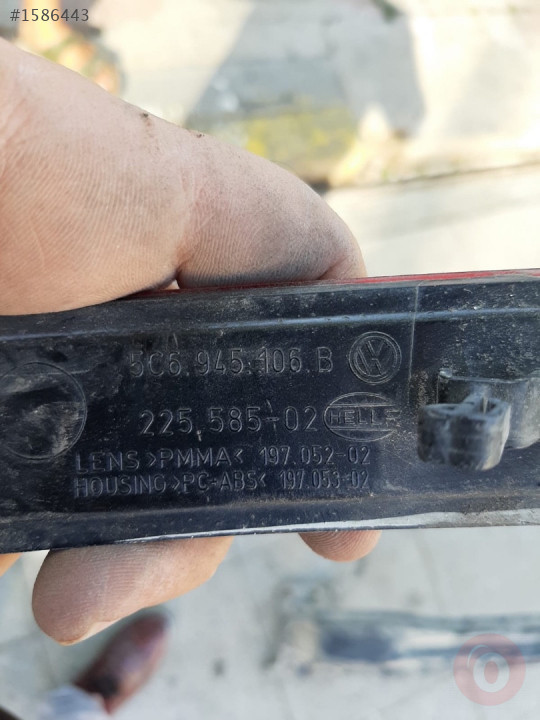 #1586443
5C6.945.106.B VW
225.585-02 HELLA
LENS >PMMA< 197.052-02
HOUSING >PC-ABS< 197.053-02